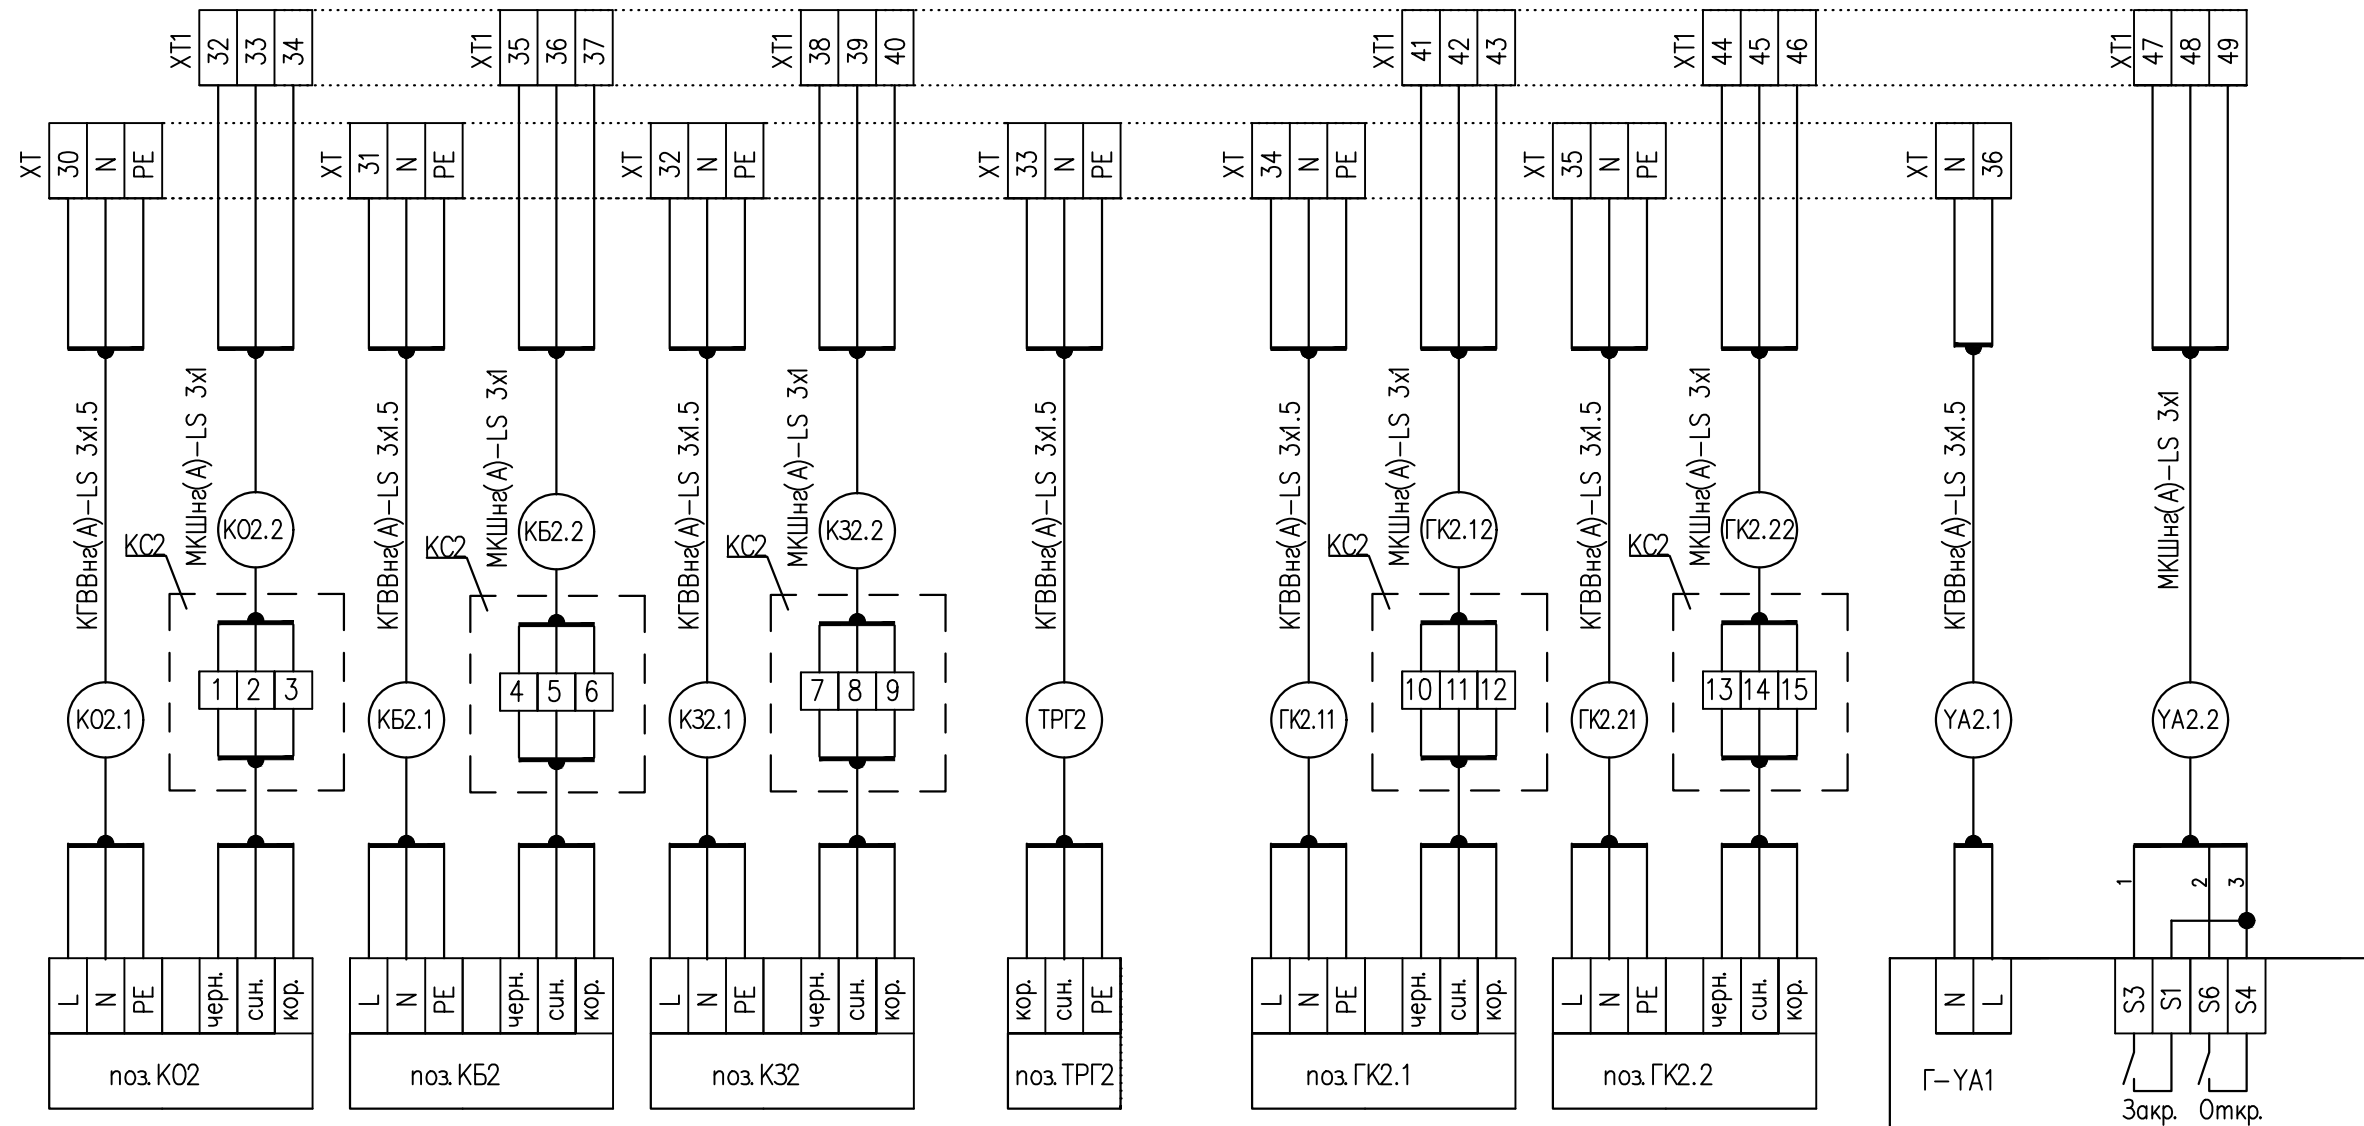 XT1 32 33 34 XT1 35 36 37 XT1 38 39 40 XT1 41 42 43 XT1 44 45 46 XT1 47 48 49
XT 30 N PE XT 31 N PE XT 32 N PE XT 33 N PE XT 34 N PE XT 35 N PE XT N 36
КГВВнг(А)-LS 3x1.5 МКШнг(А)-LS 3x1 КГВВнг(А)-LS 3x1.5 МКШнг(А)-LS 3x1 КГВВнг(А)-LS 3x1.5 МКШнг(А)-LS 3x1 КГВВнг(А)-LS 3x1.5 КГВВнг(А)-LS 3x1.5 МКШнг(А)-LS 3x1 КГВВнг(А)-LS 3x1.5 МКШнг(А)-LS 3x1 КГВВнг(А)-LS 3x1.5 МКШнг(А)-LS 3x1
КО2.2 КБ2.2 КЗ2.2 ГК2.12 ГК2.22
КС2 КС2 КС2 КС2 КС2
1 2 3 4 5 6 7 8 9 10 11 12 13 14 15
КО2.1 КБ2.1 КЗ2.1 ТРГ2 ГК2.11 ГК2.21 YA2.1 YA2.2
1 2 3
L N PE черн. син. кор. L N PE черн. син. кор. L N PE черн. син. кор. кор. син. PE L N PE черн. син. кор. L N PE черн. син. кор. N L S3 S1 S6 S4
поз. КО2 поз. КБ2 поз. КЗ2 поз. ТРГ2 поз. ГК2.1 поз. ГК2.2 Г-YA1
Закр. Откр.